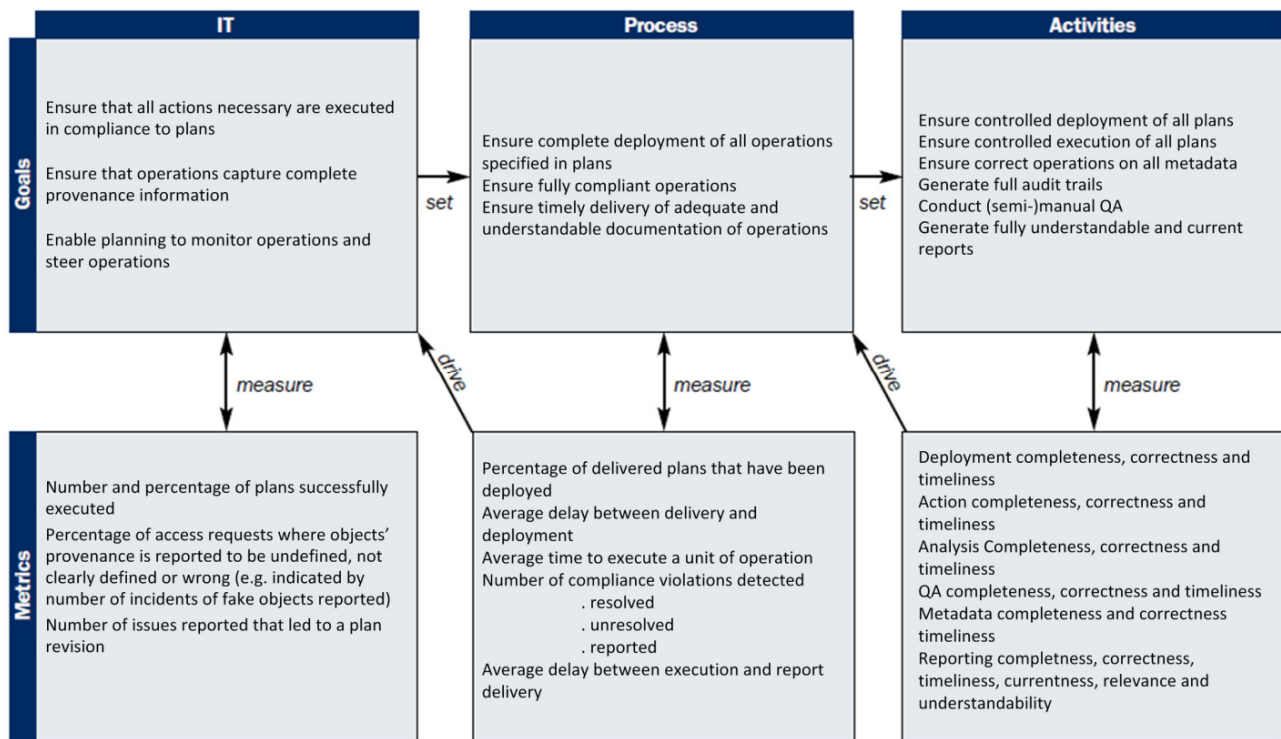 IT
Process
Activities
Goals
Ensure that all actions necessary are executed
in compliance to plans
Ensure that operations capture complete
provenance information
Enable planning to monitor operations and
steer operations
set
Ensure complete deployment of all operations
specified in plans
Ensure fully compliant operations
Ensure timely delivery of adequate and
understandable documentation of operations
set
Ensure controlled deployment of all plans
Ensure controlled execution of all plans
Ensure correct operations on all metadata
Generate full audit trails
Conduct (semi-)manual QA
Generate fully understandable and current
reports
measure
drive
measure
drive
measure
Metrics
Number and percentage of plans successfully
executed
Percentage of access requests where objects’
provenance is reported to be undefined, not
clearly defined or wrong (e.g. indicated by
number of incidents of fake objects reported)
Number of issues reported that led to a plan
revision
Percentage of delivered plans that have been
deployed
Average delay between delivery and
deployment
Average time to execute a unit of operation
Number of compliance violations detected
. resolved
. unresolved
. reported
Average delay between execution and report
delivery
Deployment completeness, correctness and
timeliness
Action completeness, correctness and
timeliness
Analysis Completeness, correctness and
timeliness
QA completeness, correctness and timeliness
Metadata completeness and correctness
timeliness
Reporting completness, correctness,
timeliness, currentness, relevance and
understandability